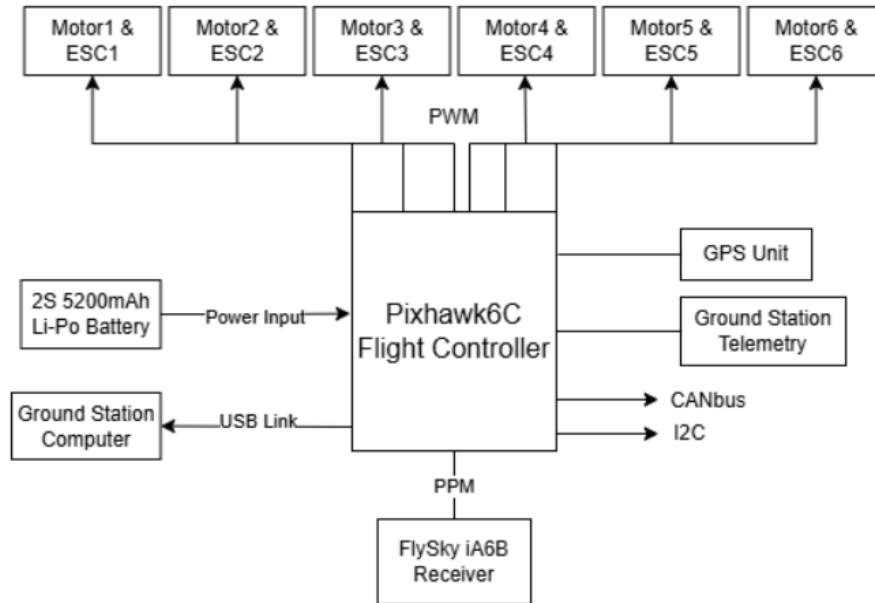 Motor1 &
ESC1
Motor2 &
ESC2
Motor3 &
ESC3
Motor4 &
ESC4
Motor5 &
ESC5
Motor6 &
ESC6
PWM
GPS Unit
2S 5200mAh
Li-Po Battery
Power Input
Pixhawk6C
Flight Controller
Ground Station
Telemetry
Ground Station
Computer
USB Link
CANbus
I2C
PPM
FlySky iA6B
Receiver